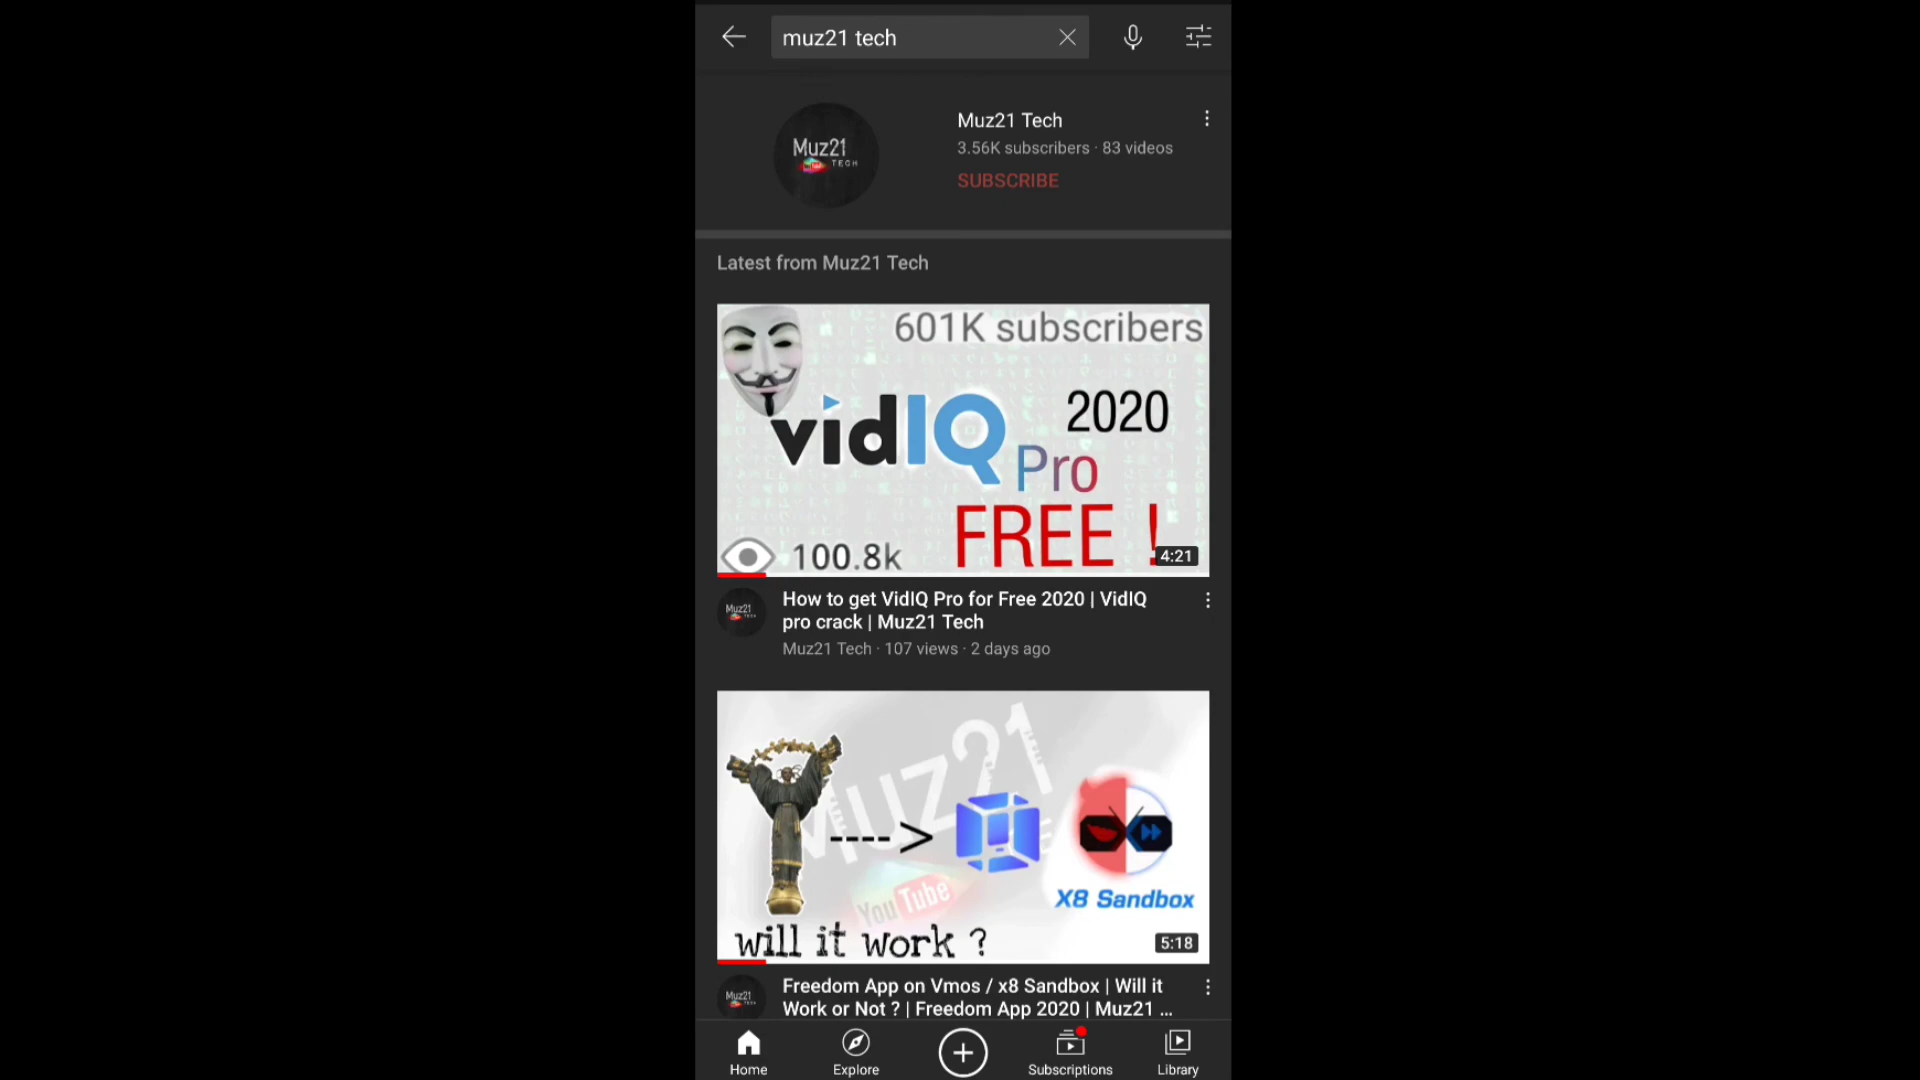 muz21 tech
Muz21
TECH
Muz21 Tech
3.56K subscribers · 83 videos
SUBSCRIBE
Latest from Muz21 Tech
601K subscribers
vidIQ
2020
Pro
FREE !
100.8k
4:21
Muz21
How to get VidIQ Pro for Free 2020 | VidIQ
pro crack | Muz21 Tech
Muz21 Tech · 107 views · 2 days ago
Muz21
YouTube
---->
X8 Sandbox
will it work ?
5:18
Muz21
Freedom App on Vmos / x8 Sandbox | Will it
Work or Not ? | Freedom App 2020 | Muz21 ...
Home
Explore
Subscriptions
Library